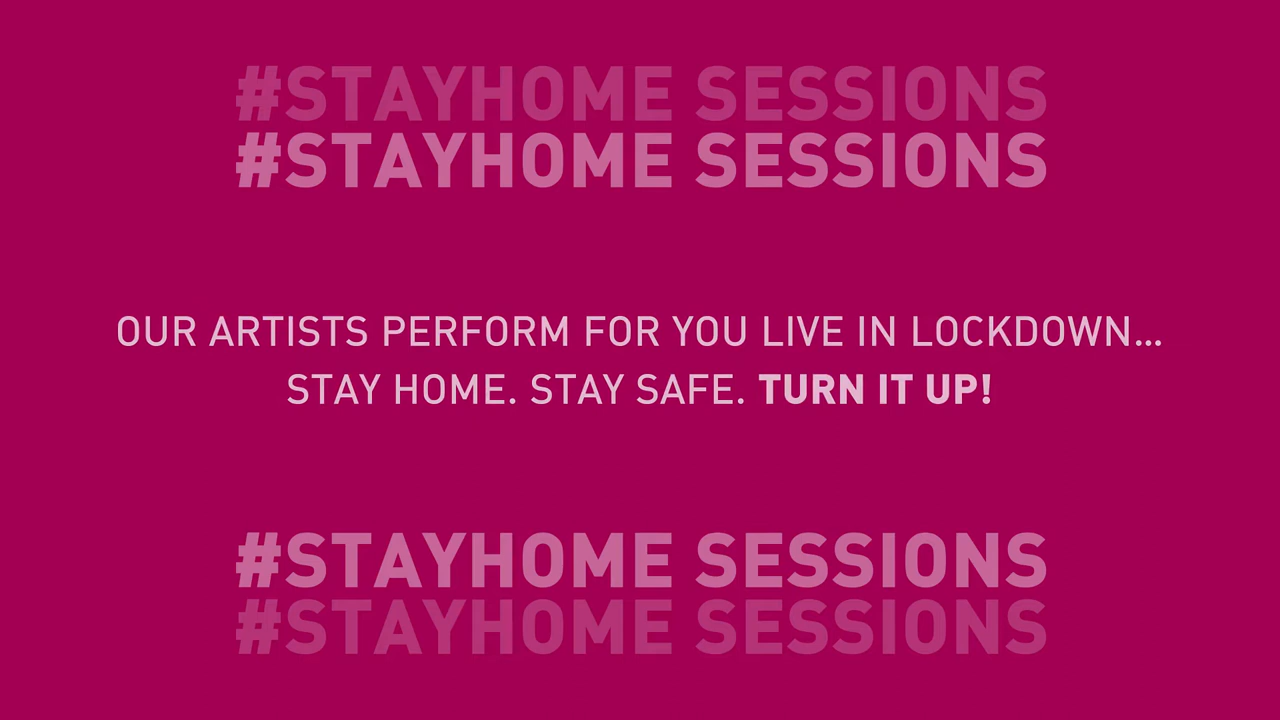 #STAYHOME SESSIONS
#STAYHOME SESSIONS
OUR ARTISTS PERFORM FOR YOU LIVE IN LOCKDOWN...
STAY HOME. STAY SAFE. TURN IT UP!
#STAYHOME SESSIONS
#STAYHOME SESSIONS